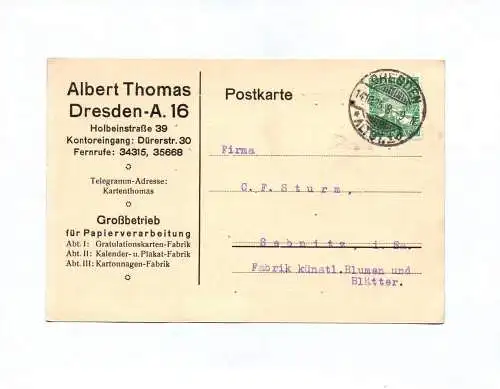 Albert Thomas
Dresden-A. 16
Holbeinstraße 39
Kontoreingang: Dürerstr. 30
Fernrufe: 34315, 35668
Telegramm-Adresse:
Kartenthomas
Großbetrieb
für Papierverarbeitung
Abt. I: Gratulationskarten-Fabrik
Abt. II: Kalender- u. Plakat-Fabrik
Abt. III: Kartonnagen-Fabrik
Postkarte
DRESDEN
Firma
C.F. Sturm,
Sebnitz, i. Sa.
Fabrik künstl. Blumen und
Blätter.